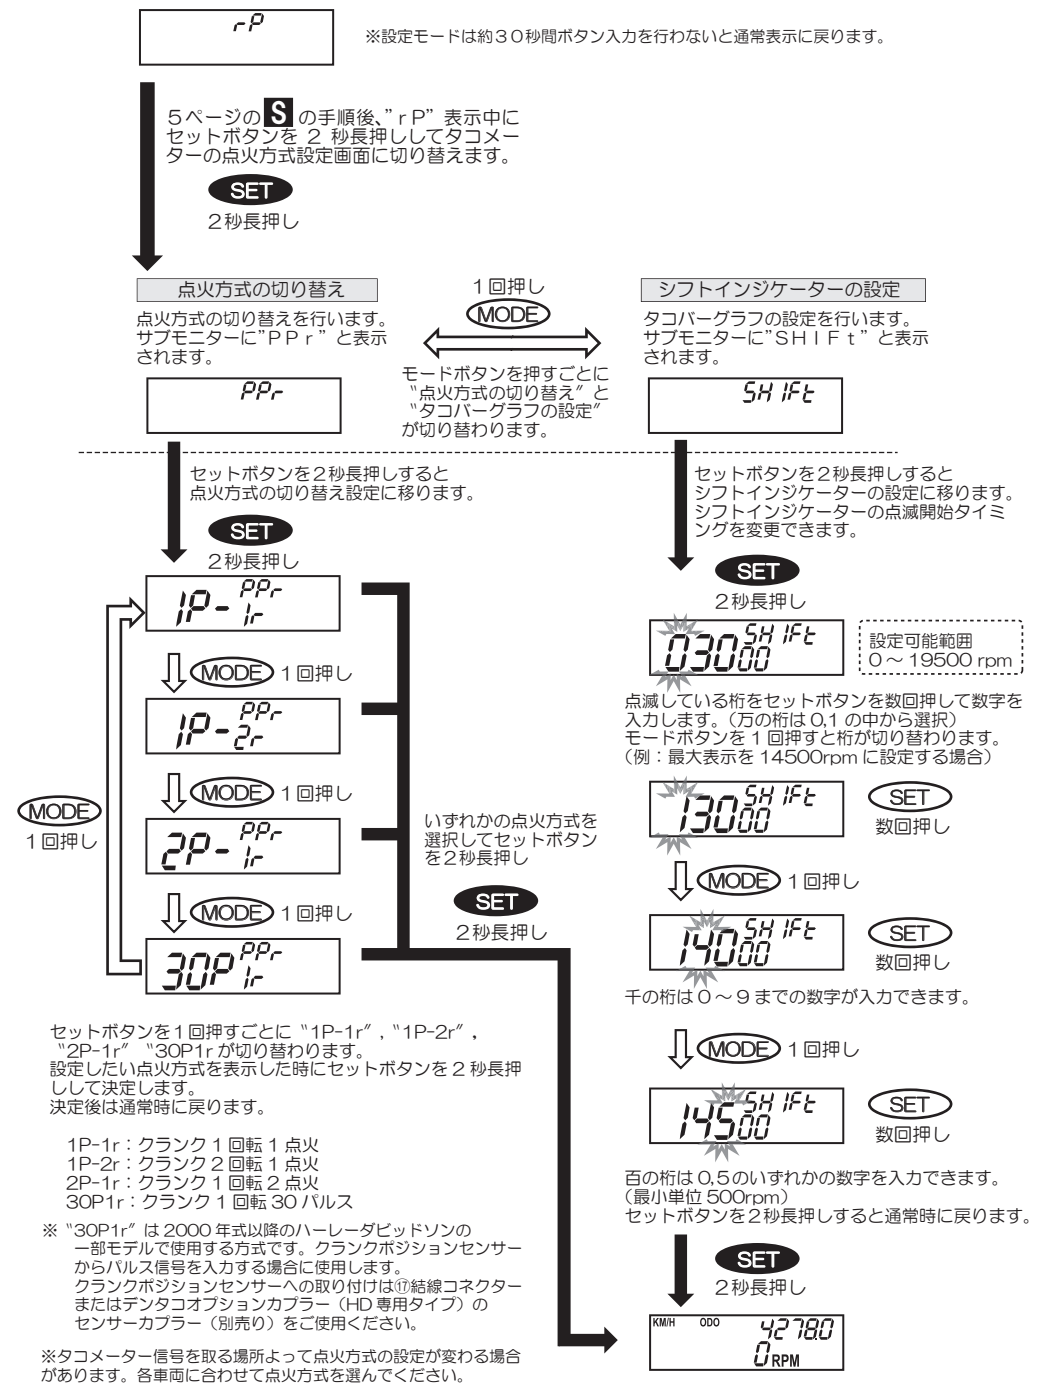 rP
※設定モードは約３０秒間ボタン入力を行わないと通常表示に戻ります。
５ページの S の手順後、”ｒP” 表示中に
セットボタンを ２ 秒長押ししてタコメー
ターの点火方式設定画面に切り替えます。
SET
２秒長押し
点火方式の切り替え
点火方式の切り替えを行います。
サブモニターに”ＰＰｒ”と表示
されます。
PPr
１回押し
MODE
モードボタンを押すごとに
〝点火方式の切り替え〞と
〝タコバーグラフの設定〞
が切り替わります。
シフトインジケーターの設定
タコバーグラフの設定を行います。
サブモニターに”ＳＨＩＦｔ”と表示
されます。
SHIFt
セットボタンを２秒長押しすると
点火方式の切り替え設定に移ります。
SET
２秒長押し
1P- PPr 1r
MODE １回押し
1P- PPr 2r
MODE １回押し
2P- PPr 1r
MODE １回押し
30P PPr 1r
MODE
１回押し
いずれかの点火方式を
選択してセットボタン
を２秒長押し
SET
２秒長押し
セットボタンを１回押すごとに〝1P-1r〞,〝1P-2r〞,
〝2P-1r〞〝30P1r が切り替わります。
設定したい点火方式を表示した時にセットボタンを 2 秒長押
しして決定します。
決定後は通常時に戻ります。
1P-1r：クランク 1 回転 1 点火
1P-2r：クランク 2 回転 1 点火
2P-1r：クランク 1 回転 2 点火
30P1r：クランク 1 回転 30 パルス
※〝30P1r〞は 2000 年式以降のハーレーダビッドソンの
一部モデルで使用する方式です。クランクポジションセンサー
からパルス信号を入力する場合に使用します。
クランクポジションセンサーへの取り付けは⑰結線コネクター
またはデンタコオプションカプラー（HD 専用タイプ）の
センサーカプラー（別売り）をご使用ください。
※タコメーター信号を取る場所よって点火方式の設定が変わる場合
があります。各車両に合わせて点火方式を選んでください。
セットボタンを２秒長押しすると
シフトインジケーターの設定に移ります。
シフトインジケーターの点滅開始タイミ
ングを変更できます。
SET
２秒長押し
03000 SHIFt
設定可能範囲
０～ 19500 rpm
点滅している桁をセットボタンを数回押して数字を
入力します。（万の桁は 0,1 の中から選択）
モードボタンを 1 回押すと桁が切り替わります。
（例：最大表示を 14500rpm に設定する場合）
13000 SHIFt
SET
数回押し
MODE １回押し
14000 SHIFt
SET
数回押し
千の桁は０～ 9 までの数字が入力できます。
MODE １回押し
14500 SHIFt
SET
数回押し
百の桁は 0,5のいずれかの数字を入力できます。
（最小単位 500rpm）
セットボタンを２秒長押しすると通常時に戻ります。
SET
２秒長押し
KM/H ODO 4278.0
0 RPM